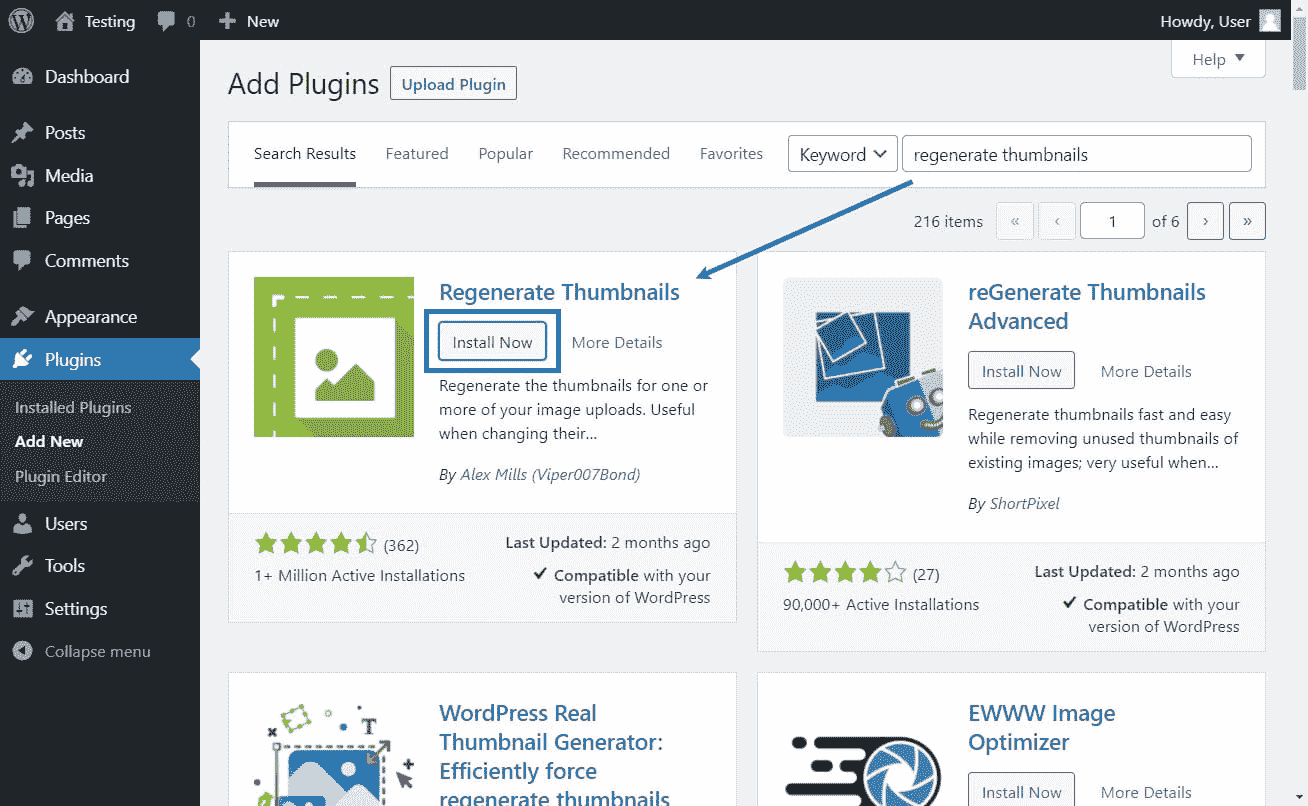 Testing
0
New
Howdy, User
Dashboard
Posts
Media
Pages
Comments
Appearance
Plugins
Installed Plugins
Add New
Plugin Editor
Users
Tools
Settings
Collapse menu
Help
Add Plugins
Upload Plugin
Search Results
Featured
Popular
Recommended
Favorites
Keyword
regenerate thumbnails
216 items
«
‹
1
of 6
›
»
Regenerate Thumbnails
Install Now
More Details
Regenerate the thumbnails for one or
more of your image uploads. Useful
when changing their...
By Alex Mills (Viper007Bond)
(362)
1+ Million Active Installations
Last Updated: 2 months ago
Compatible with your
version of WordPress
reGenerate Thumbnails
Advanced
Install Now
More Details
Regenerate thumbnails fast and easy
while removing unused thumbnails of
existing images; very useful when...
By ShortPixel
(27)
90,000+ Active Installations
Last Updated: 2 months ago
Compatible with your
version of WordPress
T
WordPress Real
Thumbnail Generator:
Efficiently force
regenerate thumbnails
EWWW Image
Optimizer
Install Now
More Details